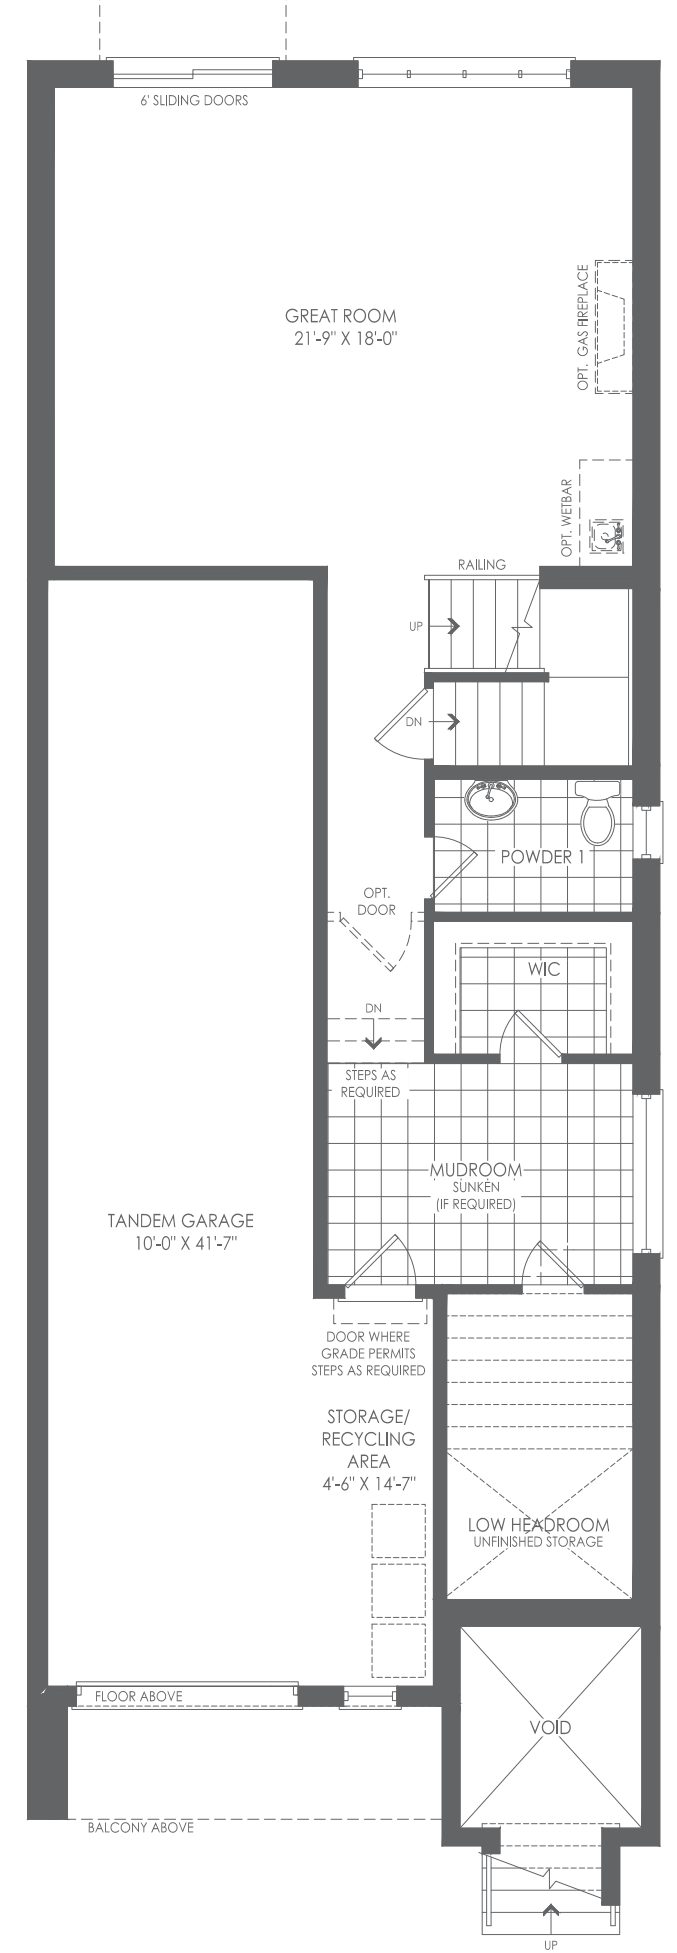 6' SLIDING DOORS
GREAT ROOM
21'-9" X 18'-0"
OPT. GAS FIREPLACE
OPT. WETBAR
RAILING
UP
DN
POWDER 1
OPT.
DOOR
WIC
DN
STEPS AS
REQUIRED
MUDROOM
SUNKEN
(IF REQUIRED)
TANDEM GARAGE
10'-0" X 41'-7"
DOOR WHERE
GRADE PERMITS
STEPS AS REQUIRED
STORAGE/
RECYCLING
AREA
4'-6" X 14'-7"
LOW HEADROOM
UNFINISHED STORAGE
FLOOR ABOVE
VOID
BALCONY ABOVE
UP